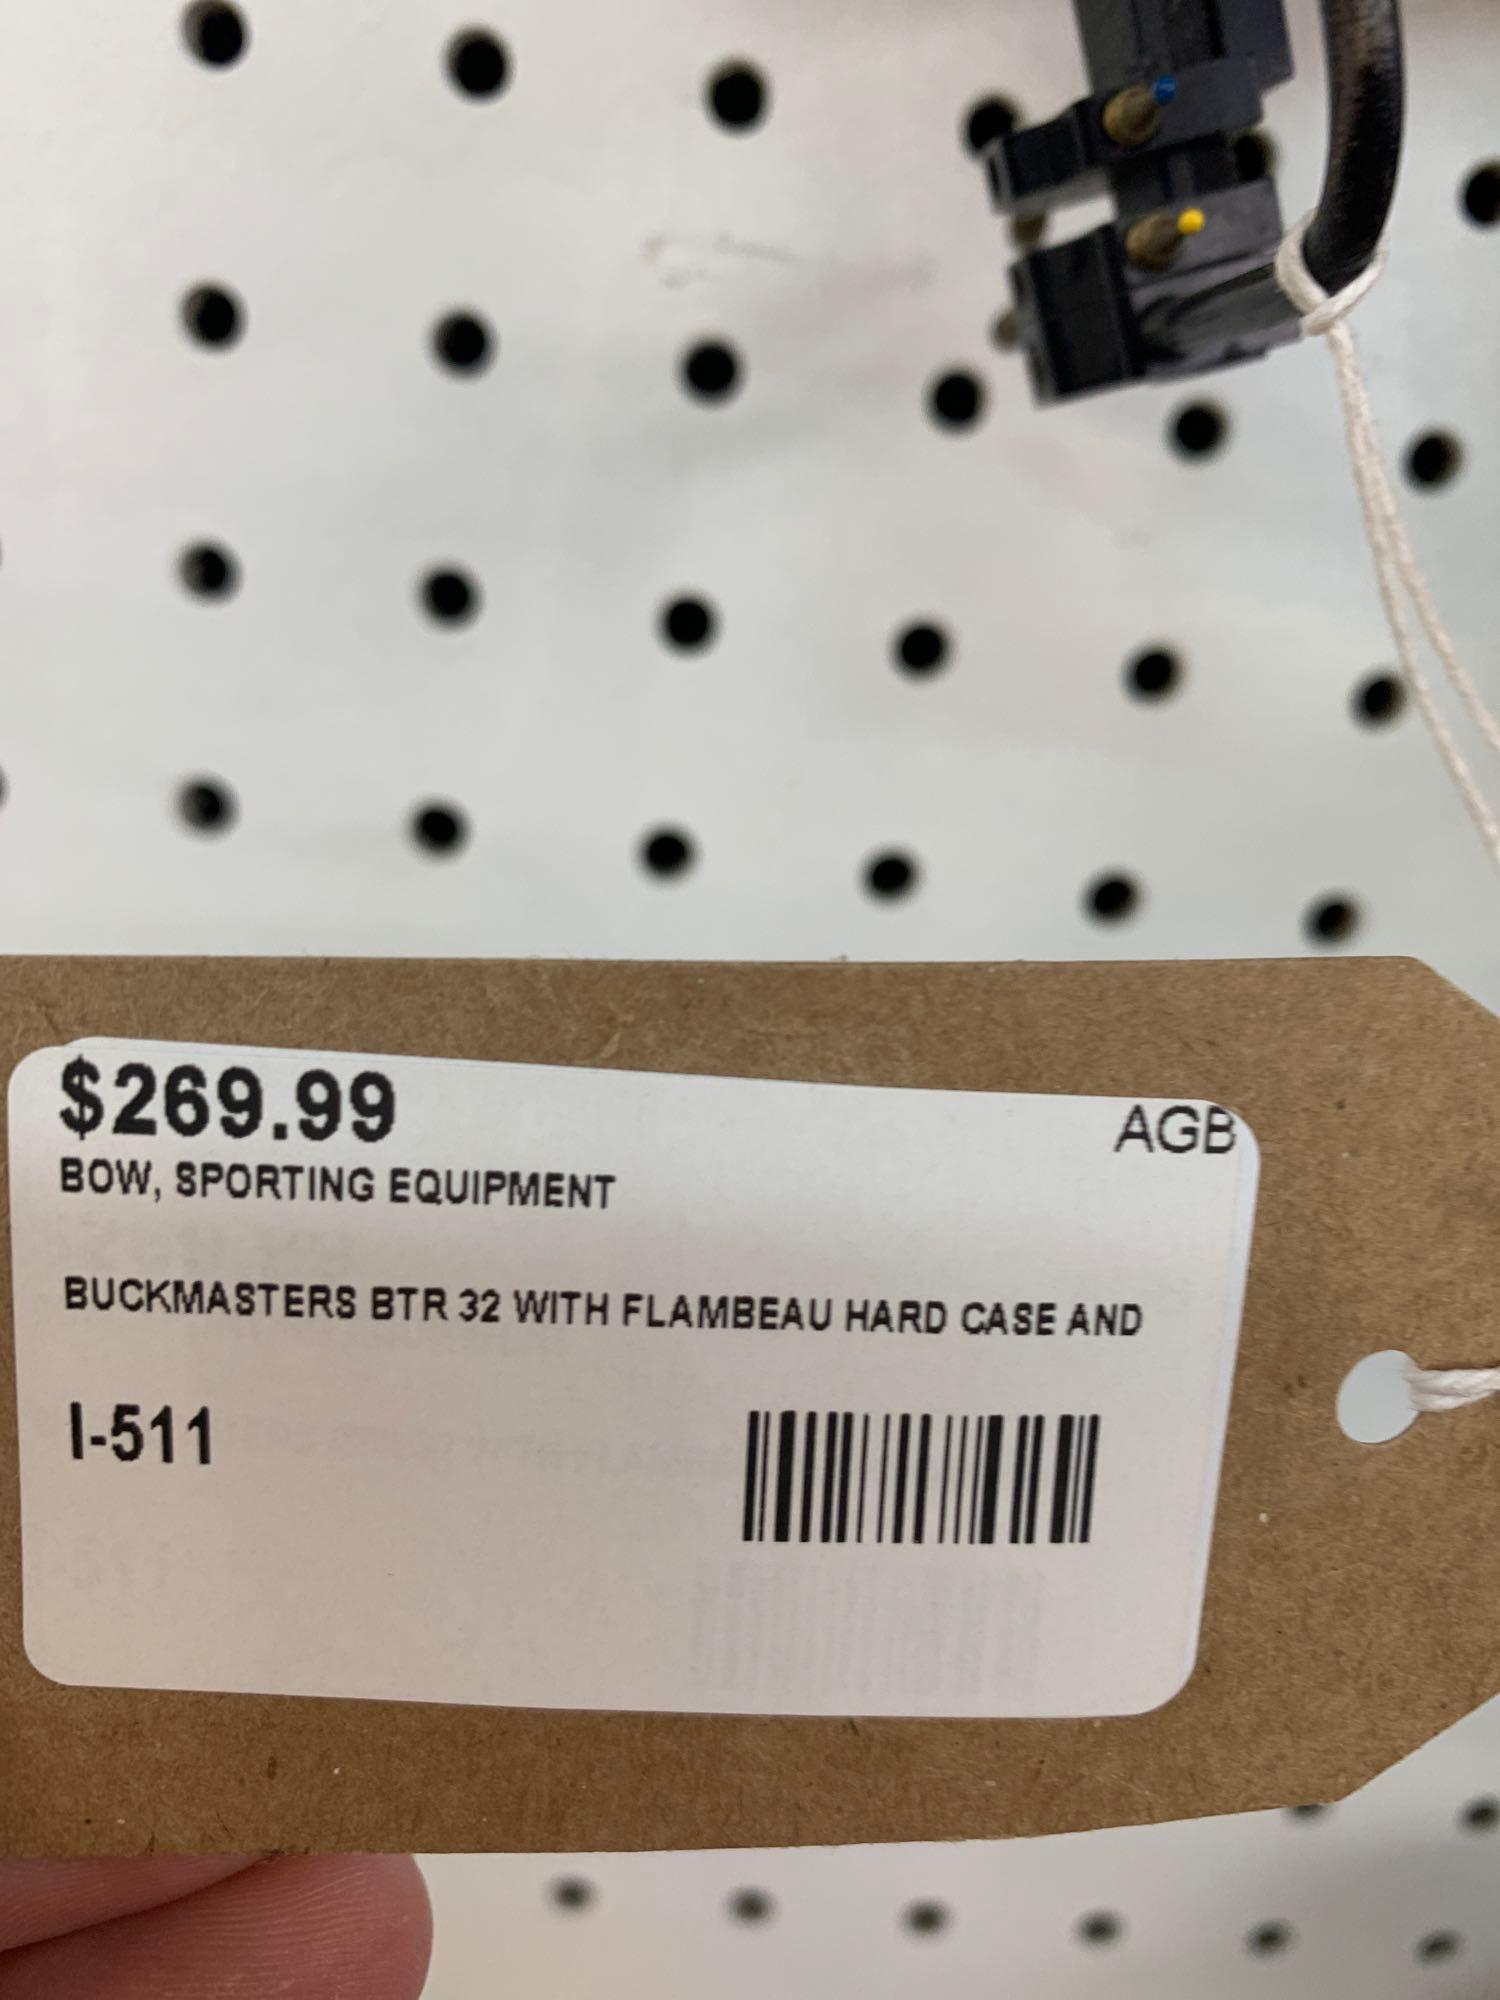 $269.99
AGB
BOW, SPORTING EQUIPMENT
BUCKMASTERS BTR 32 WITH FLAMBEAU HARD CASE AND
I-511